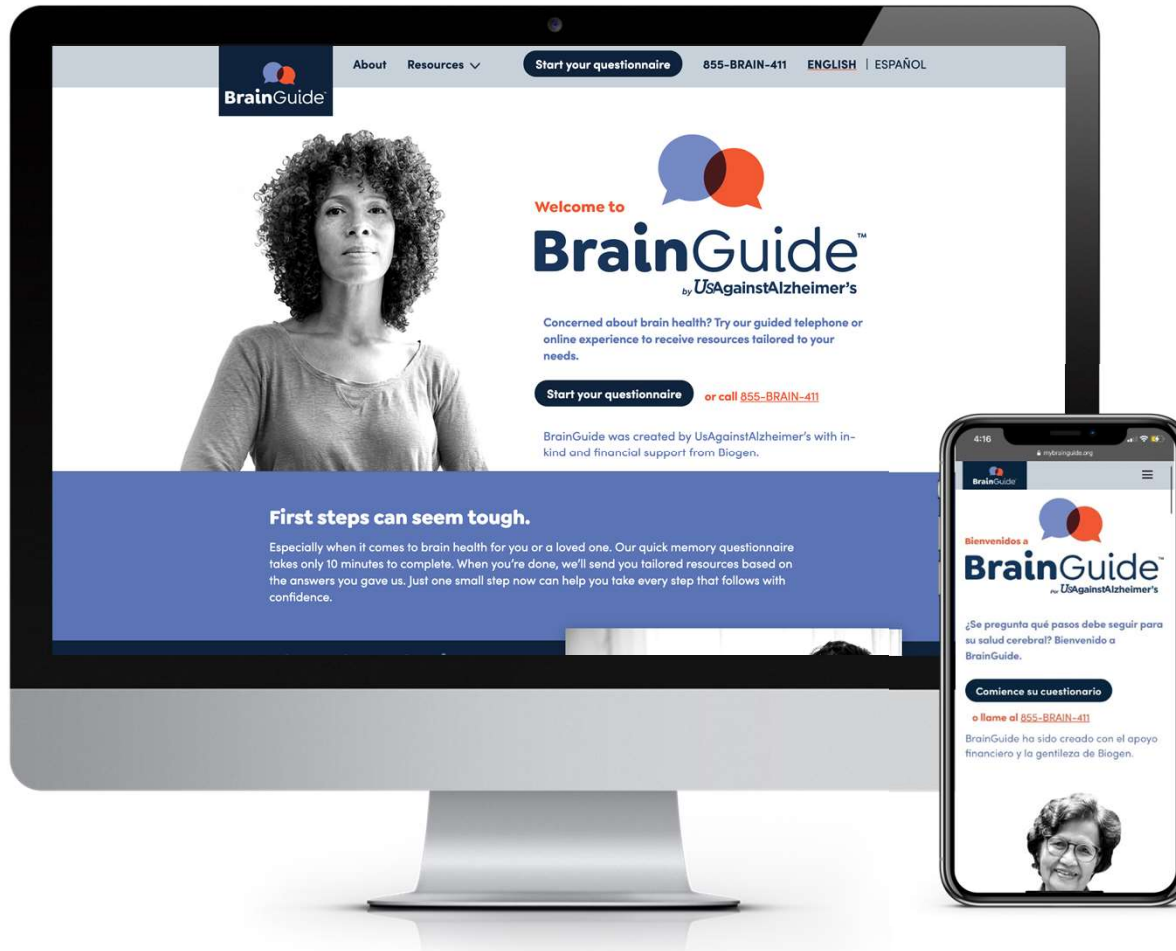 About Resources Start your questionnaire 855-BRAIN-411 ENGLISH | ESPAÑOL
BrainGuide™
Welcome to
BrainGuide™
by UsAgainstAlzheimer's
Concerned about brain health? Try our guided telephone or
online experience to receive resources tailored to your
needs.
Start your questionnaire or call 855-BRAIN-411
BrainGuide was created by UsAgainstAlzheimer's with in-
kind and financial support from Biogen.
First steps can seem tough.
Especially when it comes to brain health for you or a loved one. Our quick memory questionnaire
takes only 10 minutes to complete. When you're done, we'll send you tailored resources based on
the answers you gave us. Just one small step now can help you take every step that follows with
confidence.
4:16
mybrainguide.org
BrainGuide
Bienvenidos a
BrainGuide™
Por UsAgainstAlzheimer's
¿Se pregunta qué pasos debe seguir para
su salud cerebral? Bienvenido a
BrainGuide.
Comience su cuestionario
o llame al 855-BRAIN-411
BrainGuide ha sido creado con el apoyo
financiero y la gentileza de Biogen.